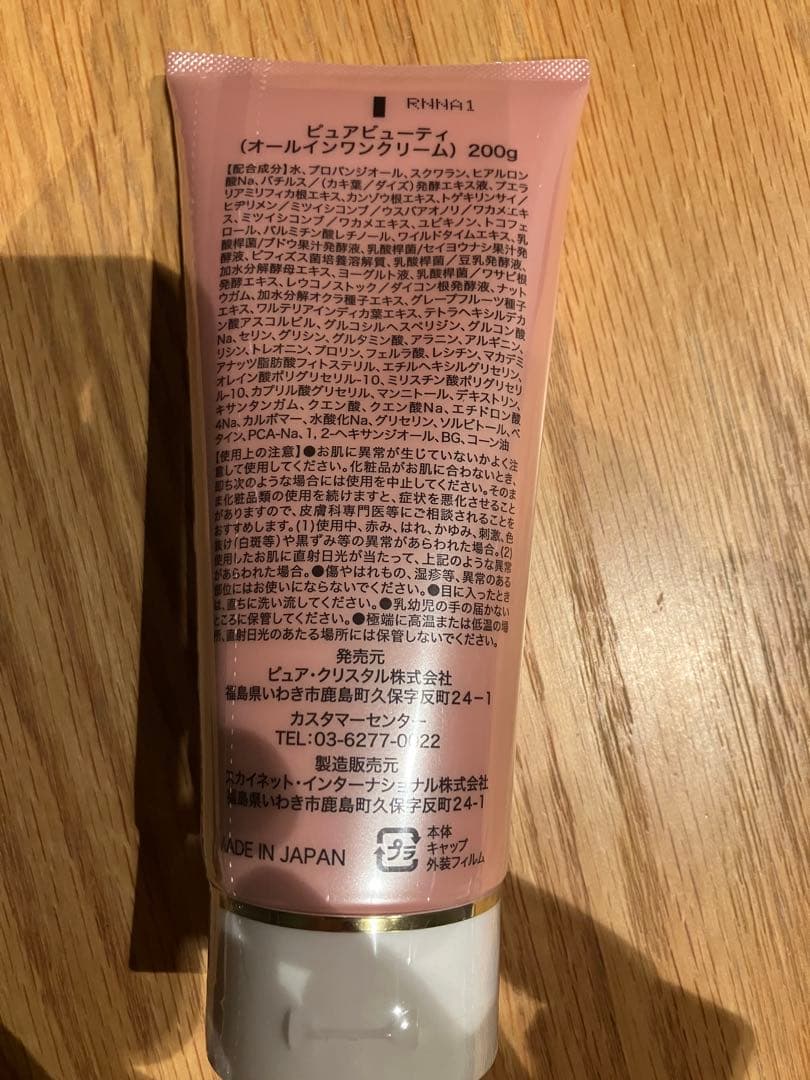 RNNA1
ピュアビューティ
(オールインワンクリーム) 200g
【配合成分】水、プロパンジオール、スクワラン、ヒアルロン
酸Na、バチルス／(カキ葉／ダイズ)発酵エキス液、プエラ
リアミリフィカ根エキス、カンゾウ根エキス、トゲキリンサイ／
ヒヂリメン／ミツイシコンブ／ウスバアオノリ／ワカメエキ
ス、ミツイシコンブ／ワカメエキス、ユビキノン、トコフェ
ロール、パルミチン酸レチノール、ワイルドタイムエキス、乳
酸桿菌/ブドウ果汁発酵液、乳酸桿菌/セイヨウナシ果汁発酵
液、ビフィズス菌培養溶解質、乳酸桿菌／豆乳発酵液、
加水分解酵母エキス、ヨーグルト液、乳酸桿菌／ワサビ根
発酵エキス、レウコノストック／ダイコン根発酵液、ナット
ウガム、加水分解オクラ種子エキス、グレープフルーツ種子
エキス、ワルテリアインディカ葉エキス、テトラヘキシルデカ
ン酸アスコルビル、グルコシルヘスペリジン、グルコン酸
Na、セリン、グリシン、グルタミン酸、アラニン、アルギニン、
リシン、トレオニン、プロリン、フェルラ酸、レシチン、マカデミ
アナッツ脂肪酸フィトステリル、エチルヘキシルグリセリン、
オレイン酸ポリグリセリル-10、ミリスチン酸ポリグリセリ
ル-10、カプリル酸グリセリル、マンニトール、デキストリン、
キサンタンガム、クエン酸、クエン酸Na、エチドロン酸
4Na、カルボマー、水酸化Na、グリセリン、ソルビトール、ベ
タイン、PCA-Na、1，2-ヘキサンジオール、BG、コーン油
【使用上の注意】●お肌に異常が生じていないかよく注
意して使用してください。化粧品がお肌に合わないとき、
即ち次のような場合には使用を中止してください。そのま
ま化粧品類の使用を続けますと、症状を悪化させること
がありますので、皮膚科専門医等にご相談されることを
おすすめします。(1)使用中、赤み、はれ、かゆみ、刺激、色
抜け(白斑等)や黒ずみ等の異常があらわれた場合。(2)
使用したお肌に直射日光が当たって、上記のような異常
があらわれた場合。●傷やはれもの、湿疹等、異常のある
部位にはお使いにならないでください。●目に入ったとき
は、直ちに洗い流してください。●乳幼児の手の届かない
ところに保管してください。●極端に高温または低温の場
所、直射日光のあたる場所には保管しないでください。
発売元
ピュア・クリスタル株式会社
福島県いわき市鹿島町久保字反町24-1
カスタマーセンター
TEL:03-6277-0022
製造販売元
スカイネット・インターナショナル株式会社
福島県いわき市鹿島町久保字反町24-1
MADE IN JAPAN
プラ
本体
キャップ
外装フィルム